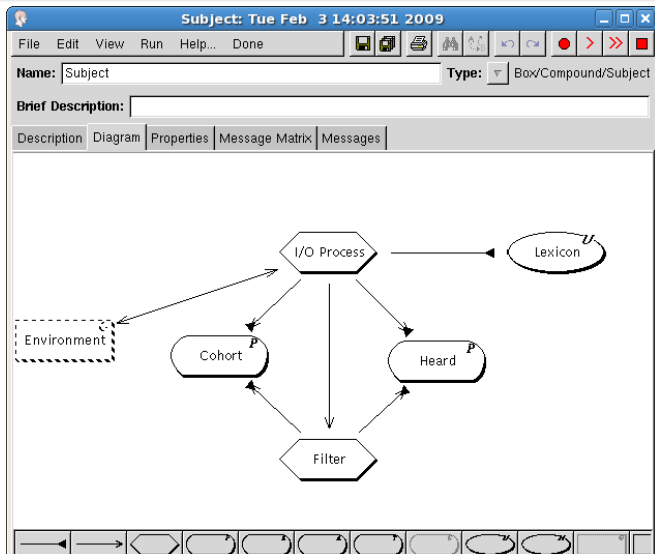 Subject: Tue Feb  3 14:03:51 2009
File Edit View Run Help... Done
Name: Subject Type: Box/Compound/Subject
Brief Description:
Description Diagram Properties Message Matrix Messages
U
I/O Process Lexicon
C
Environment
P P
Cohort Heard
Filter